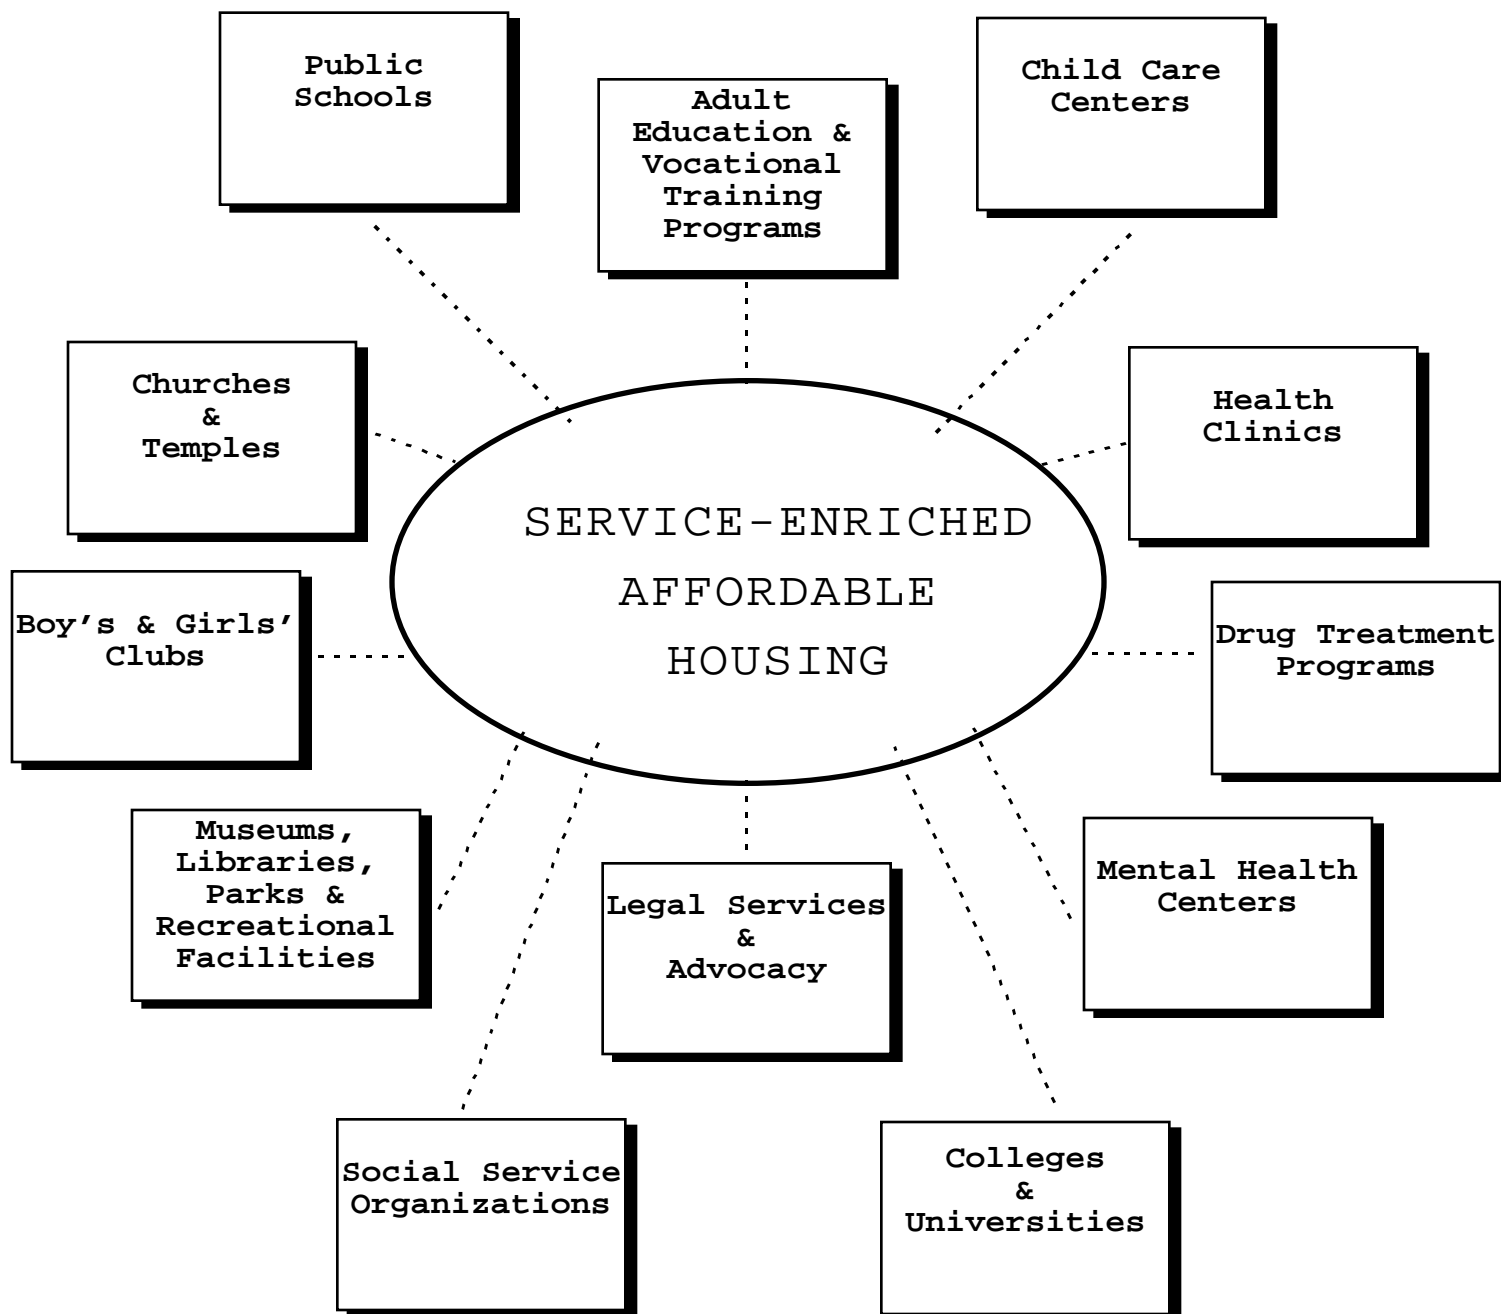 Public
Schools
Adult
Education &
Vocational
Training
Programs
Child Care
Centers
Churches
&
Temples
Health
Clinics
SERVICE-ENRICHED
AFFORDABLE
HOUSING
Boy’s & Girls’
Clubs
Drug Treatment
Programs
Museums,
Libraries,
Parks &
Recreational
Facilities
Legal Services
&
Advocacy
Mental Health
Centers
Social Service
Organizations
Colleges
&
Universities